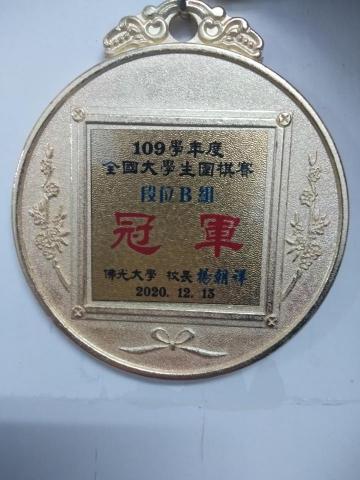 109學年度
全國大學生圍棋賽
段位B組
冠軍
佛光大學 校長 楊朝祥
2020. 12. 13